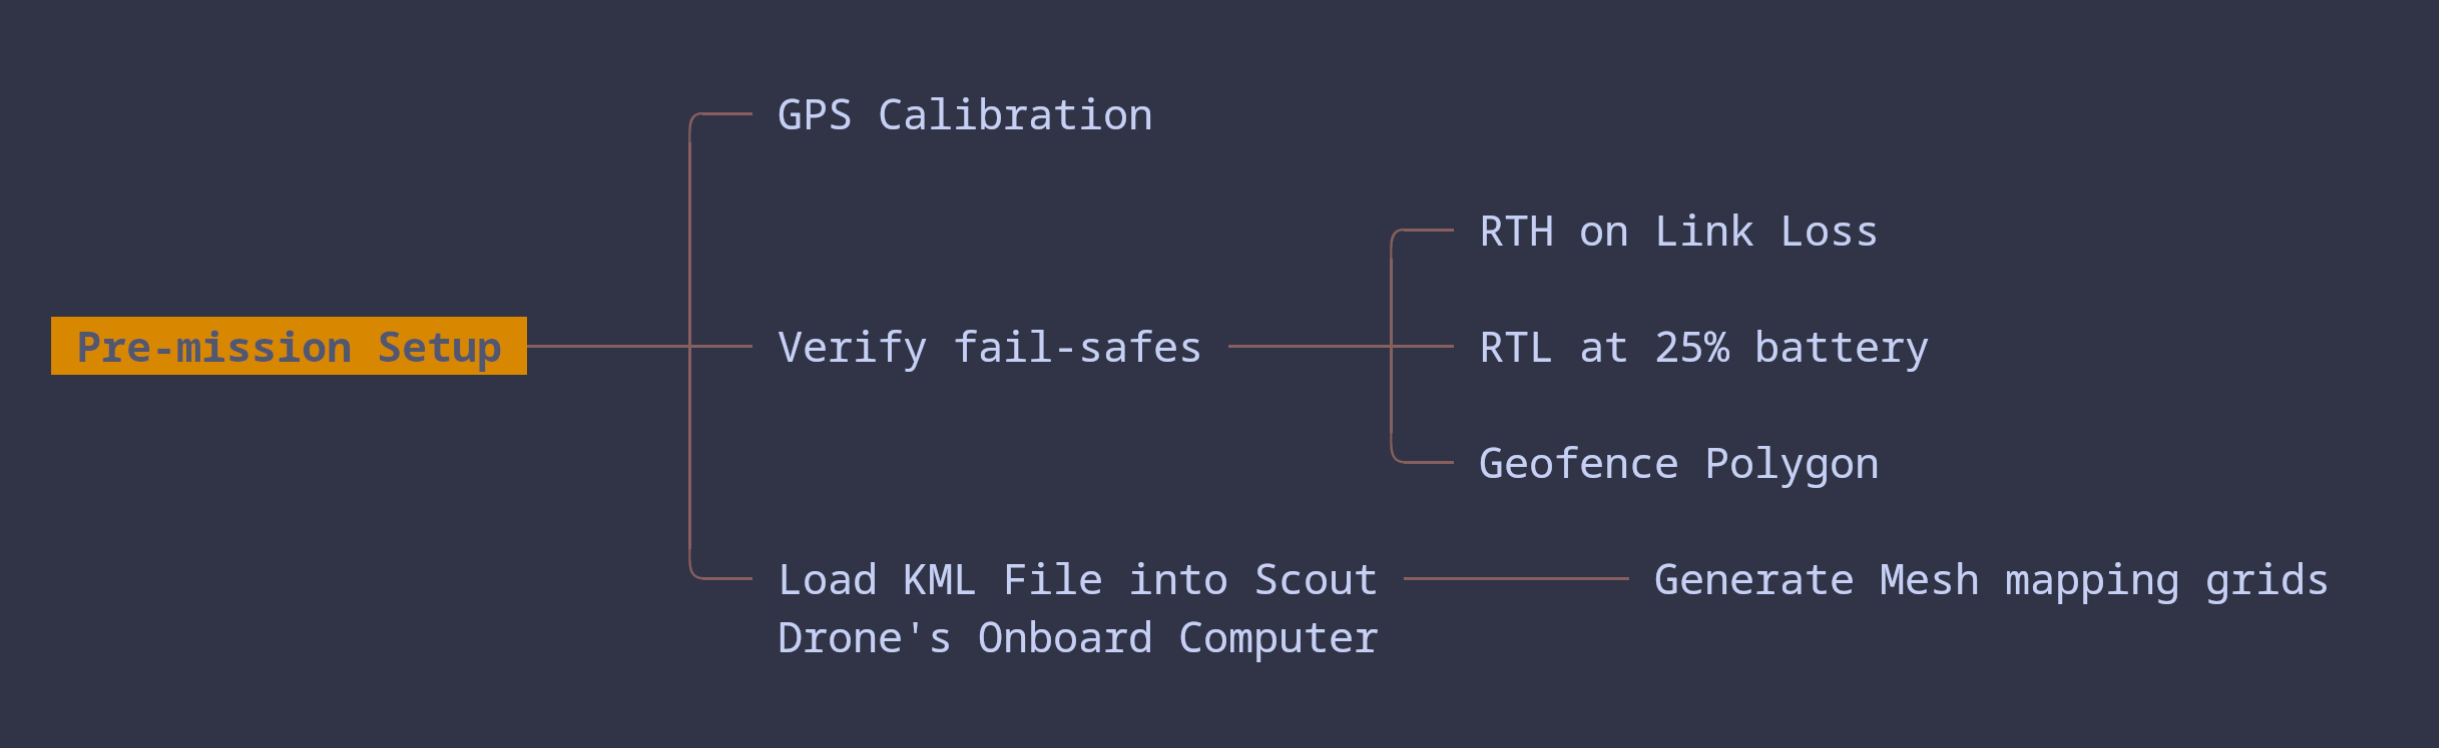 GPS Calibration
RTH on Link Loss
Pre-mission Setup
Verify fail-safes
RTL at 25% battery
Geofence Polygon
Load KML File into Scout
Drone's Onboard Computer
Generate Mesh mapping grids